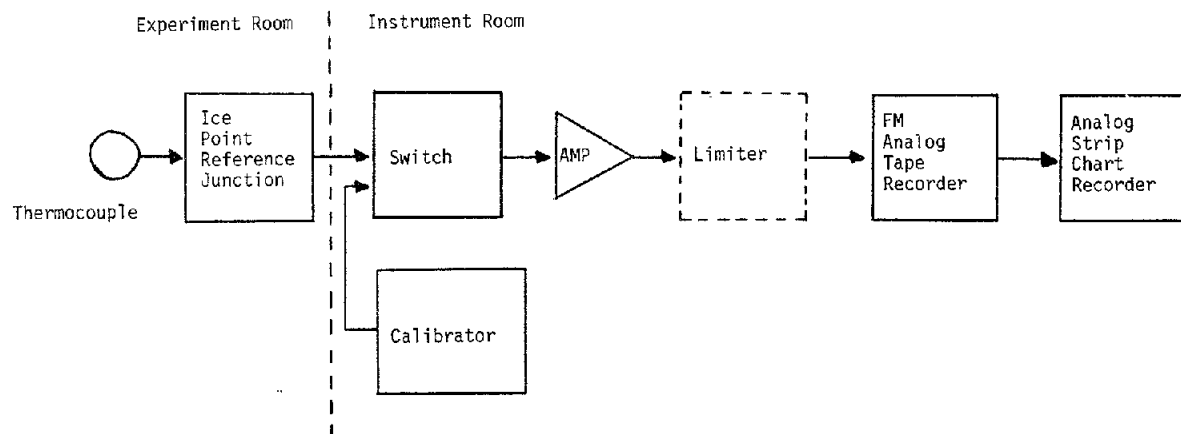 Experiment Room
Instrument Room
Thermocouple
Ice
Point
Reference
Junction
Switch
AMP
Limiter
FM
Analog
Tape
Recorder
Analog
Strip
Chart
Recorder
Calibrator